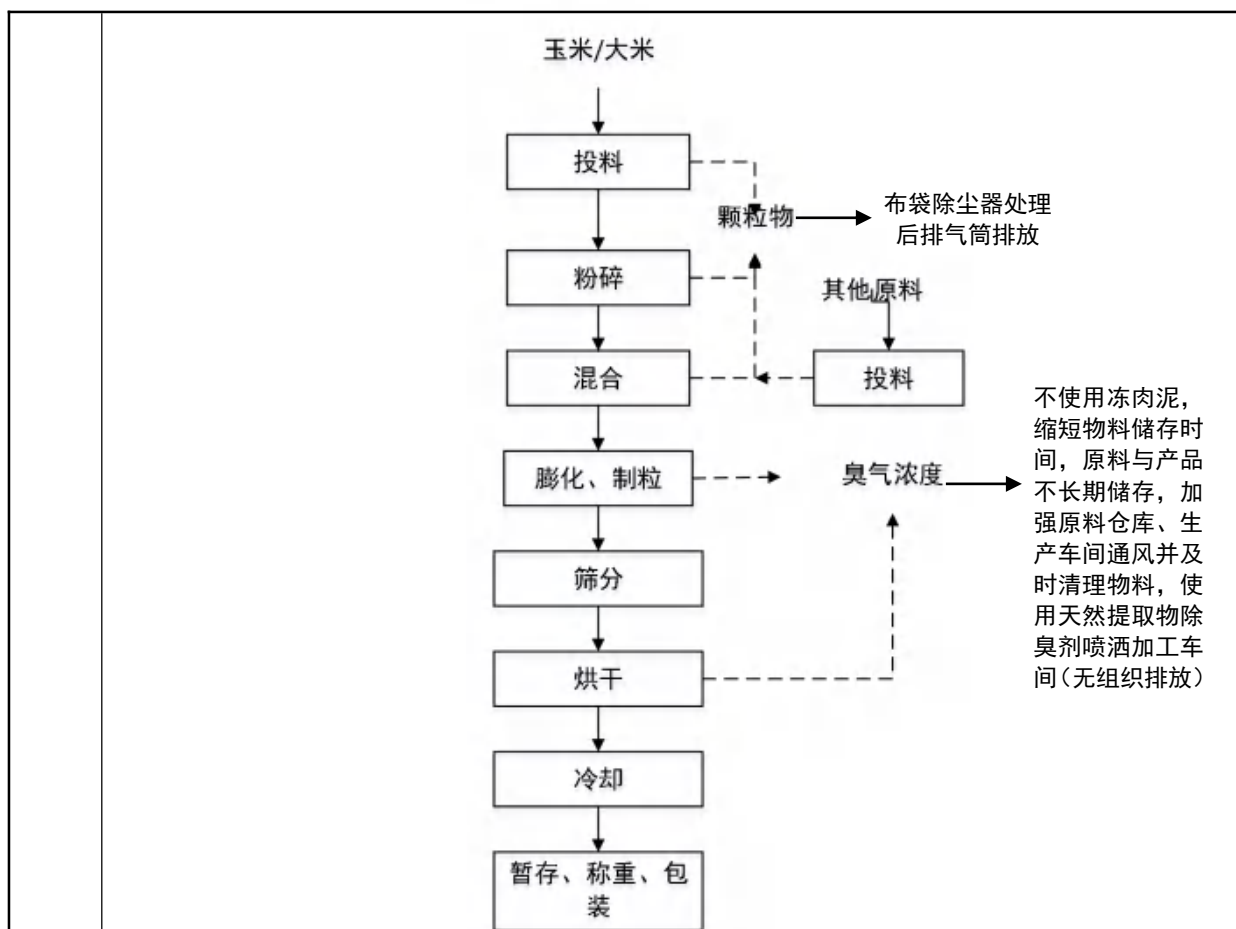 玉米/大米
投料
颗粒物
布袋除尘器处理
后排气筒排放
粉碎
其他原料
混合
投料
膨化、制粒
臭气浓度
不使用冻肉泥，
缩短物料储存时
间，原料与产品
不长期储存，加
强原料仓库、生
产车间通风并及
时清理物料，使
用天然提取物除
臭剂喷洒加工车
间（无组织排放）
筛分
烘干
冷却
暂存、称重、包
装